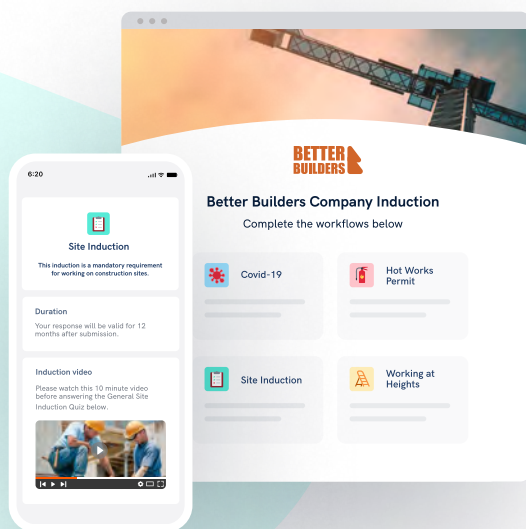 BETTER
BUILDERS
Better Builders Company Induction
Complete the workflows below
Covid-19
Hot Works
Permit
Site Induction
Working at
Heights
6:20
Site Induction
This induction is a mandatory requirement
for working on construction sites.
Duration
Your response will be valid for 12
months after submission.
Induction video
Please watch this 10 minute video
before answering the General Site
Induction Quiz below.